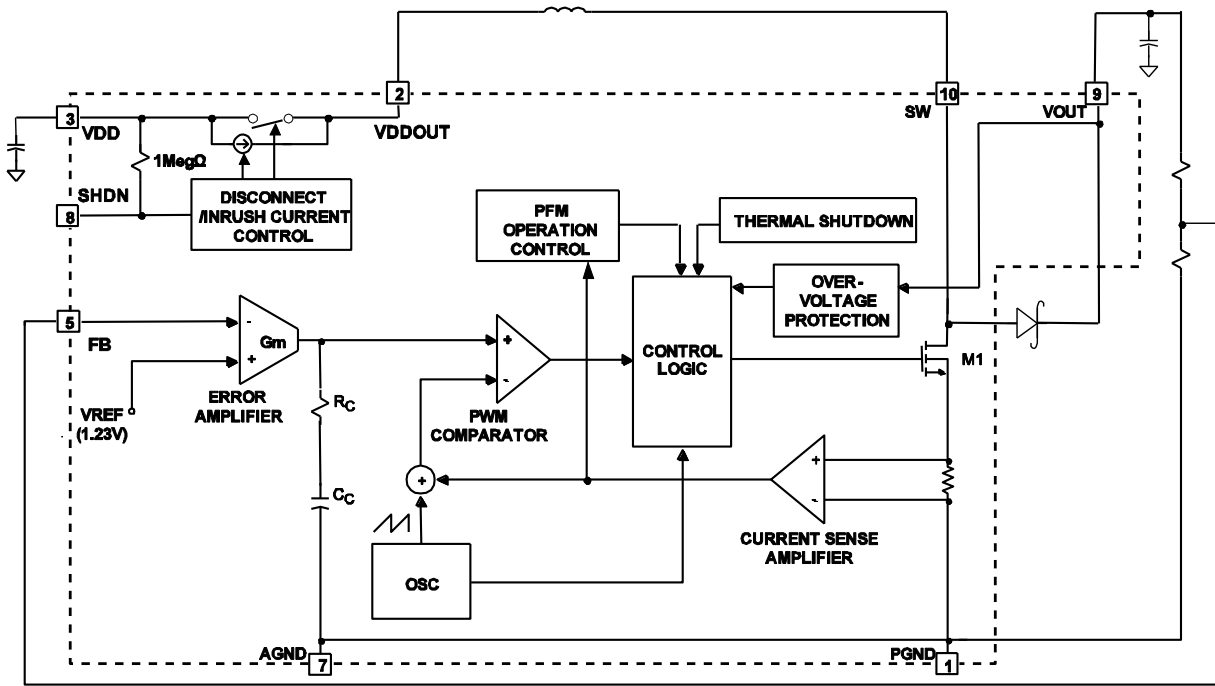 2
10
9
SW
VOUT
3
VDD
VDDOUT
1MegΩ
SHDN
8
DISCONNECT
/INRUSH CURRENT
CONTROL
PFM
OPERATION
CONTROL
THERMAL SHUTDOWN
OVER-
VOLTAGE
PROTECTION
5
FB
-
+
Gm
ERROR
AMPLIFIER
VREF
(1.23V)
RC
CC
+
-
PWM
COMPARATOR
CONTROL
LOGIC
M1
+
+
-
CURRENT SENSE
AMPLIFIER
OSC
AGND
7
PGND
1